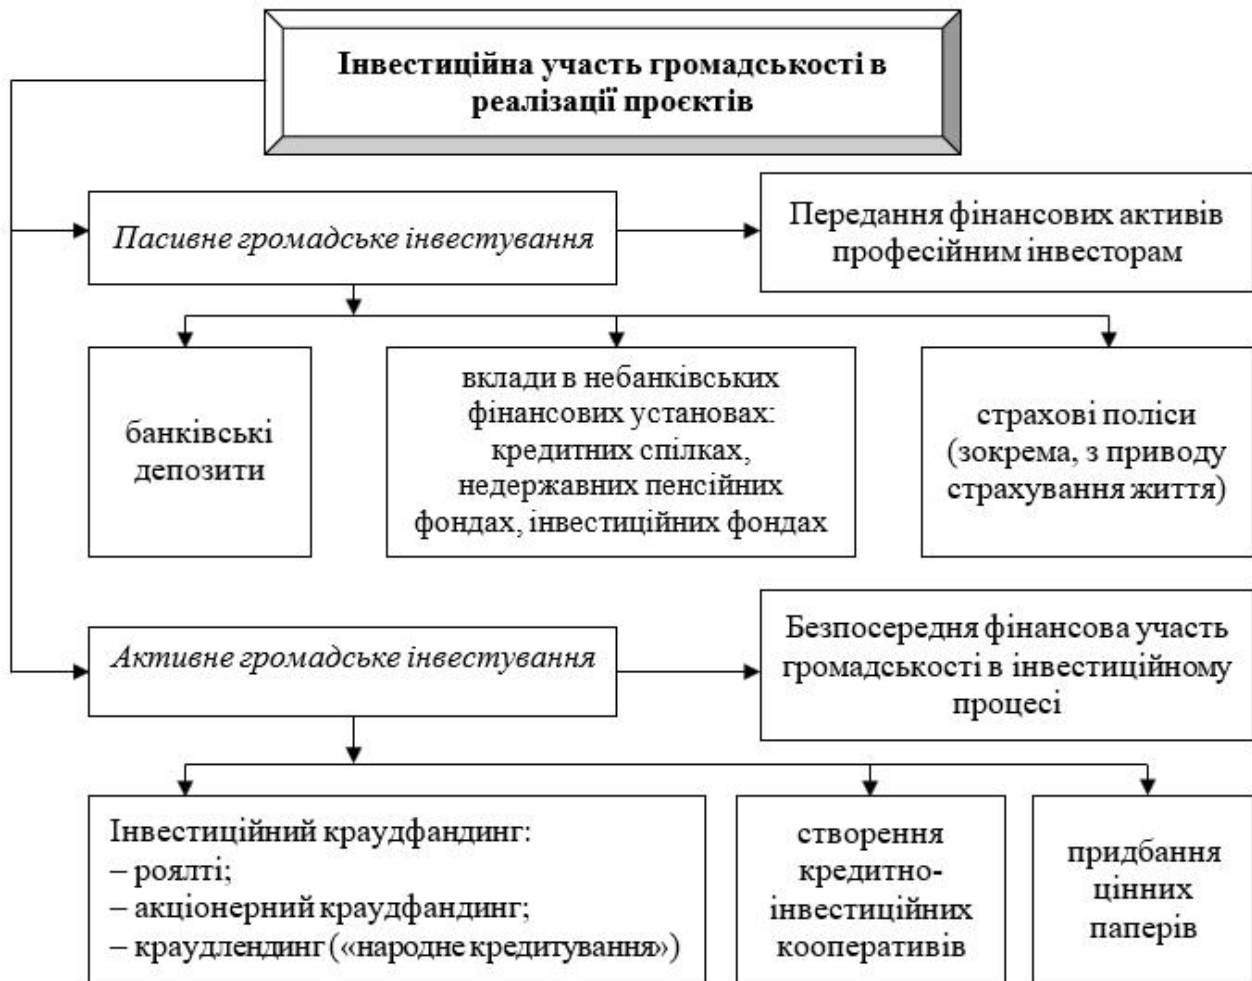 Інвестиційна участь громадськості в
реалізації проєктів
Пасивне громадське інвестування
Передання фінансових активів
професійним інвесторам
банківські
депозити
вклади в небанківських
фінансових установах:
кредитних спілках,
недержавних пенсійних
фондах, інвестиційних фондах
страхові поліси
(зокрема, з приводу
страхування життя)
Активне громадське інвестування
Безпосередня фінансова участь
громадськості в інвестиційному
процесі
Інвестиційний краудфандинг:
– роялті;
– акціонерний краудфандинг;
– краудлендинг («народне кредитування»)
створення
кредитно-
інвестиційних
кооперативів
придбання
цінних
паперів